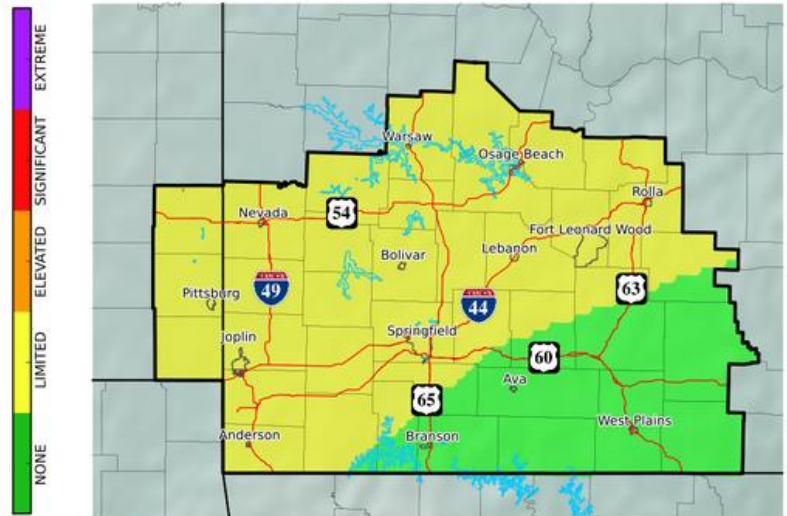 EXTREME
SIGNIFICANT
ELEVATED
LIMITED
NONE
Warsaw
Osage Beach
Rolla
Nevada
54
Fort Leonard Wood
Lebanon
Bolivar
Pittsburg
49
44
63
Joplin
Springfield
60
Ava
65
West Plains
Anderson
Branson